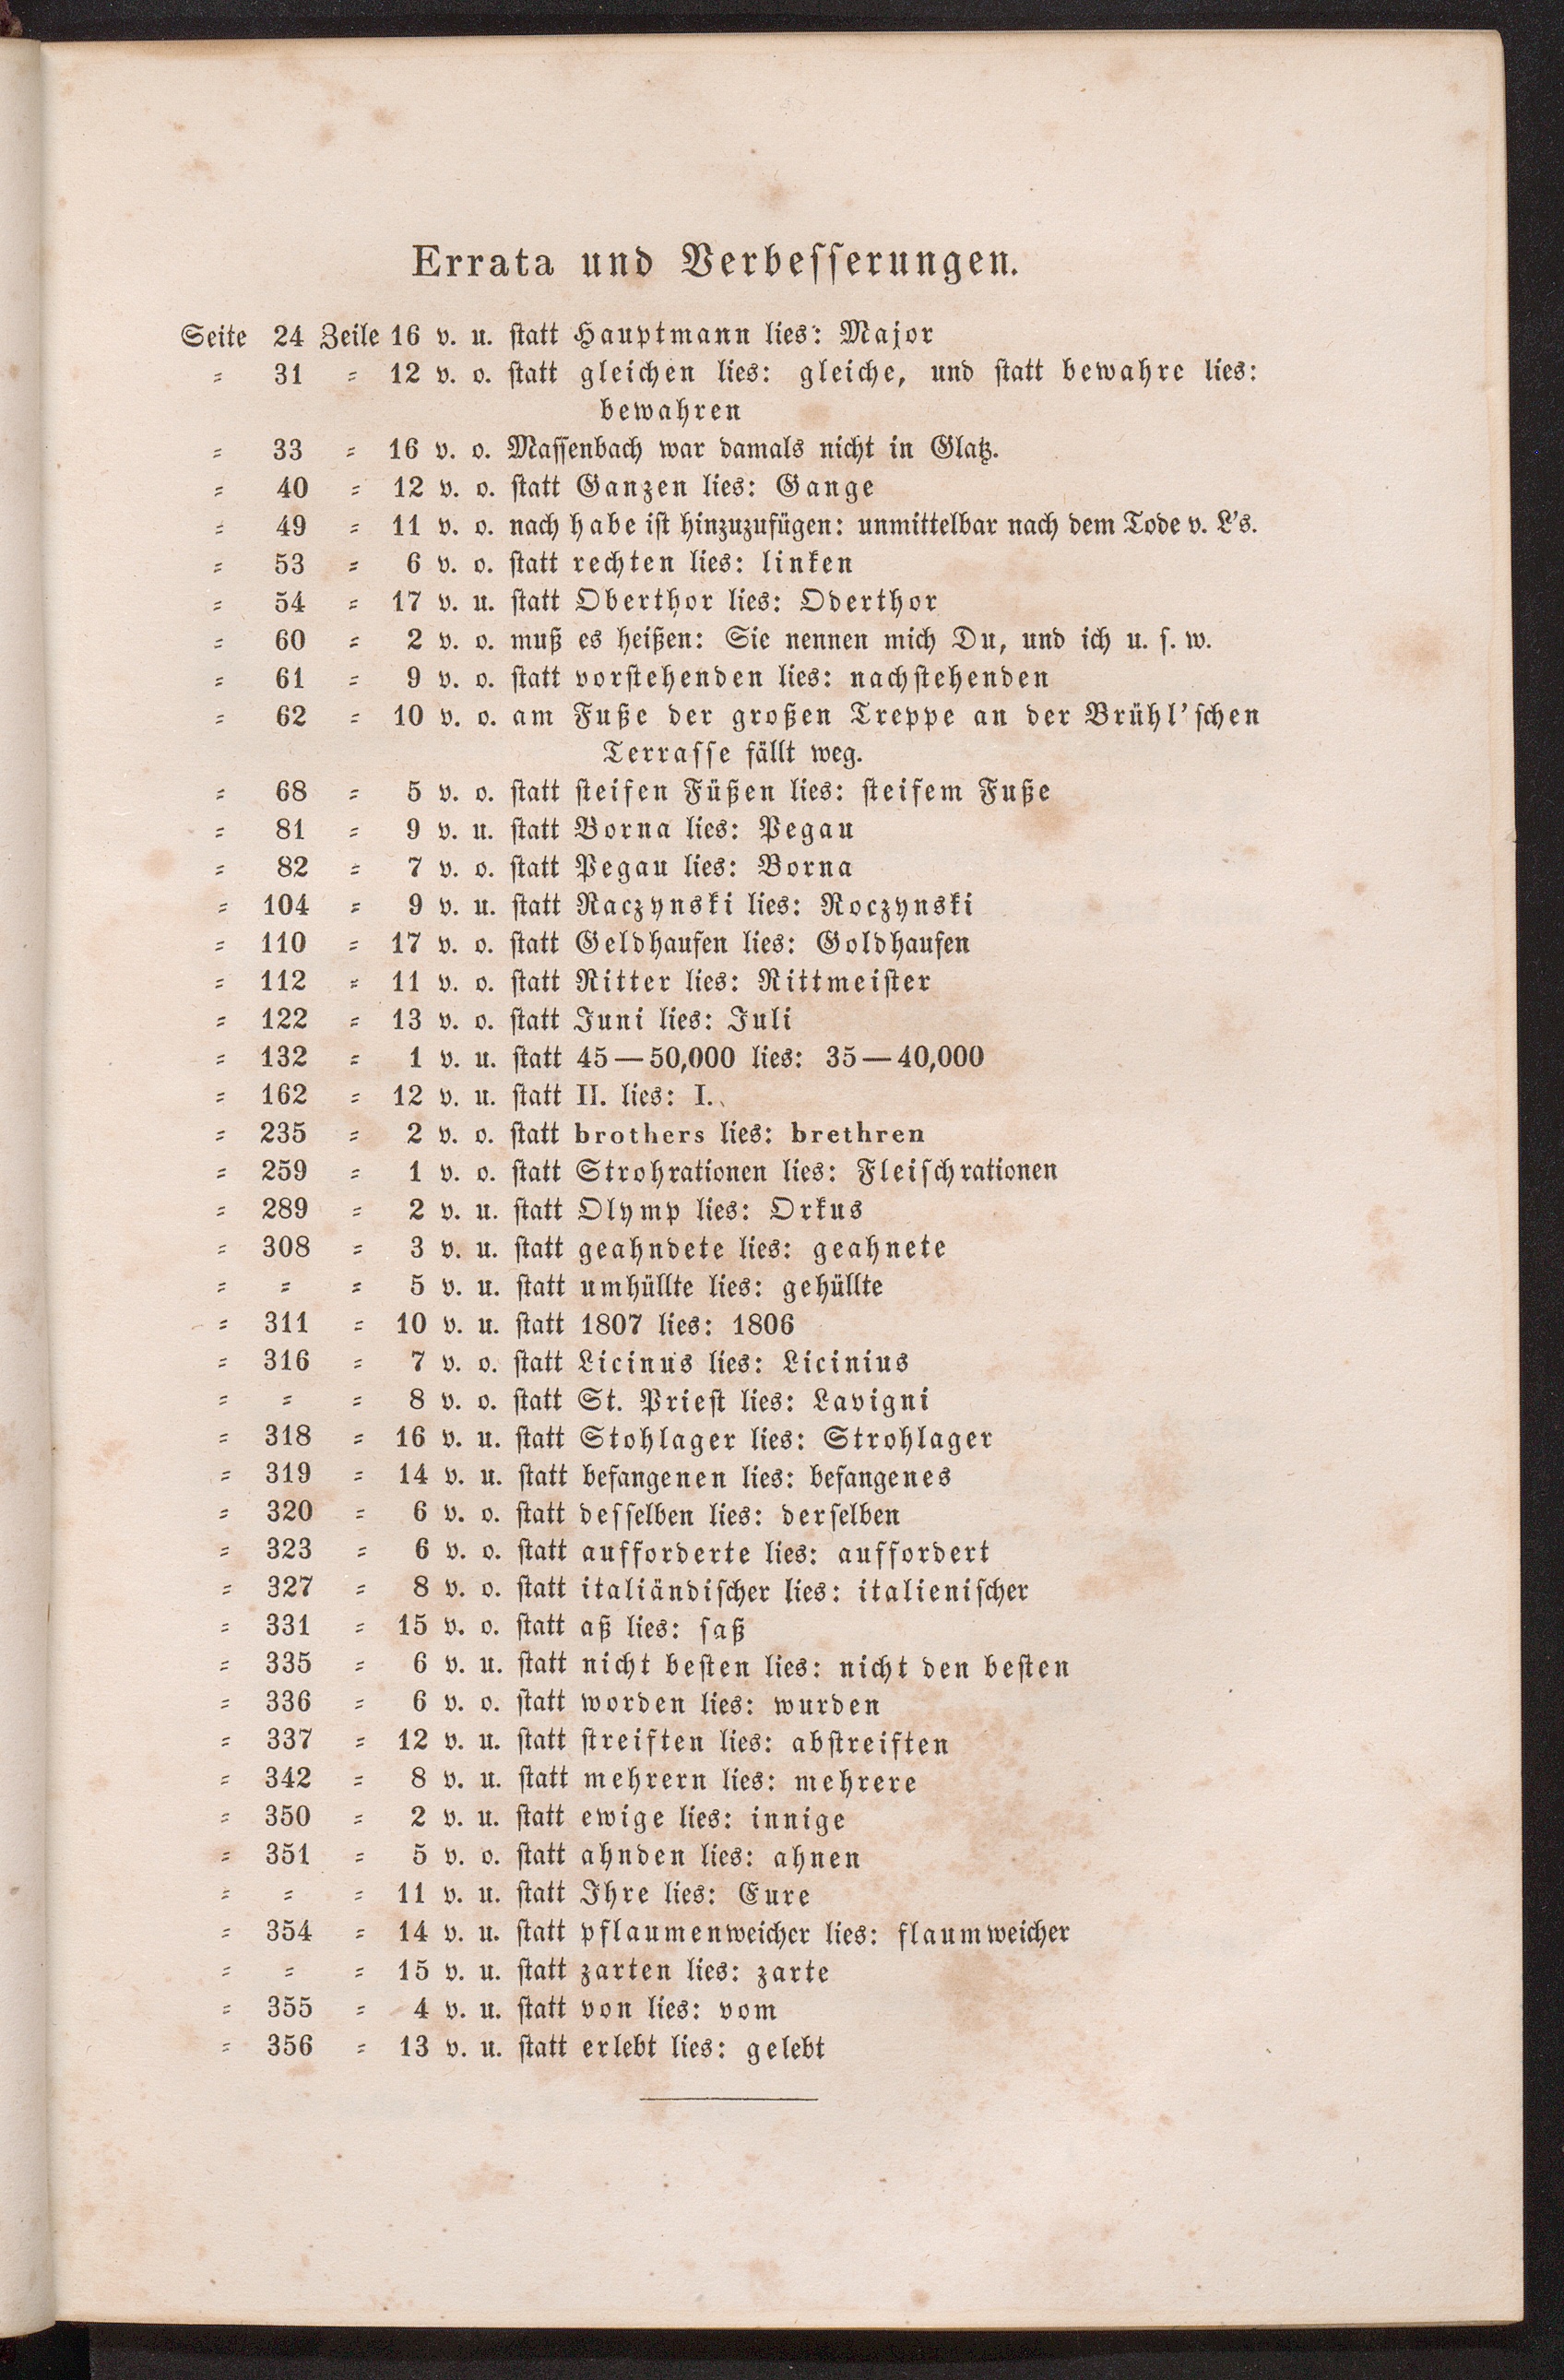 Errata und Verbeſſerungen.
Seite 24 Zeile 16 v. u. ſtatt Hauptmann lies: Major
⸗ 31 ⸗ 12 v. o. ſtatt gleichen lies: gleiche, und ſtatt bewahre lies:
bewahren
⸗ 33 ⸗ 16 v. o. Maſſenbach war damals nicht in Glatz.
⸗ 40 ⸗ 12 v. o. ſtatt Ganzen lies: Gange
⸗ 49 ⸗ 11 v. o. nach habe iſt hinzuzufügen: unmittelbar nach dem Tode v. L's.
⸗ 53 ⸗ 6 v. o. ſtatt rechten lies: linken
⸗ 54 ⸗ 17 v. u. ſtatt Oberthor lies: Oderthor
⸗ 60 ⸗ 2 v. o. muß es heißen: Sie nennen mich Du, und ich u. ſ. w.
⸗ 61 ⸗ 9 v. o. ſtatt vorſtehenden lies: nachſtehenden
⸗ 62 ⸗ 10 v. o. am Fuße der großen Treppe an der Brühl'ſchen
Terraſſe fällt weg.
⸗ 68 ⸗ 5 v. o. ſtatt ſteifen Füßen lies: ſteifem Fuße
⸗ 81 ⸗ 9 v. u. ſtatt Borna lies: Pegau
⸗ 82 ⸗ 7 v. o. ſtatt Pegau lies: Borna
⸗ 104 ⸗ 9 v. u. ſtatt Raczynski lies: Roczynski
⸗ 110 ⸗ 17 v. o. ſtatt Geldhaufen lies: Goldhaufen
⸗ 112 ⸗ 11 v. o. ſtatt Ritter lies: Rittmeiſter
⸗ 122 ⸗ 13 v. o. ſtatt Juni lies: Juli
⸗ 132 ⸗ 1 v. u. ſtatt 45—50,000 lies: 35—40,000
⸗ 162 ⸗ 12 v. u. ſtatt II. lies: I.
⸗ 235 ⸗ 2 v. o. ſtatt brothers lies: brethren
⸗ 259 ⸗ 1 v. o. ſtatt Strohrationen lies: Fleiſchrationen
⸗ 289 ⸗ 2 v. u. ſtatt Olymp lies: Orkus
⸗ 308 ⸗ 3 v. u. ſtatt geahndete lies: geahnete
⸗ ⸗ ⸗ 5 v. u. ſtatt umhüllte lies: gehüllte
⸗ 311 ⸗ 10 v. u. ſtatt 1807 lies: 1806
⸗ 316 ⸗ 7 v. o. ſtatt Licinus lies: Licinius
⸗ ⸗ ⸗ 8 v. o. ſtatt St. Prieſt lies: Lavigni
⸗ 318 ⸗ 16 v. u. ſtatt Stohlager lies: Strohlager
⸗ 319 ⸗ 14 v. u. ſtatt befangenen lies: befangenes
⸗ 320 ⸗ 6 v. o. ſtatt desſelben lies: derſelben
⸗ 323 ⸗ 6 v. o. ſtatt aufforderte lies: auffordert
⸗ 327 ⸗ 8 v. o. ſtatt italiändiſcher lies: italieniſcher
⸗ 331 ⸗ 15 v. o. ſtatt aß lies: ſaß
⸗ 335 ⸗ 6 v. u. ſtatt nicht beſten lies: nicht den beſten
⸗ 336 ⸗ 6 v. o. ſtatt worden lies: wurden
⸗ 337 ⸗ 12 v. u. ſtatt ſtreiften lies: abſtreiften
⸗ 342 ⸗ 8 v. u. ſtatt mehrern lies: mehrere
⸗ 350 ⸗ 2 v. u. ſtatt ewige lies: innige
⸗ 351 ⸗ 5 v. o. ſtatt ahnden lies: ahnen
⸗ ⸗ ⸗ 11 v. u. ſtatt Ihre lies: Eure
⸗ 354 ⸗ 14 v. u. ſtatt pflaumenweicher lies: flaumweicher
⸗ ⸗ ⸗ 15 v. u. ſtatt zarten lies: zarte
⸗ 355 ⸗ 4 v. u. ſtatt von lies: vom
⸗ 356 ⸗ 13 v. u. ſtatt erlebt lies: gelebt